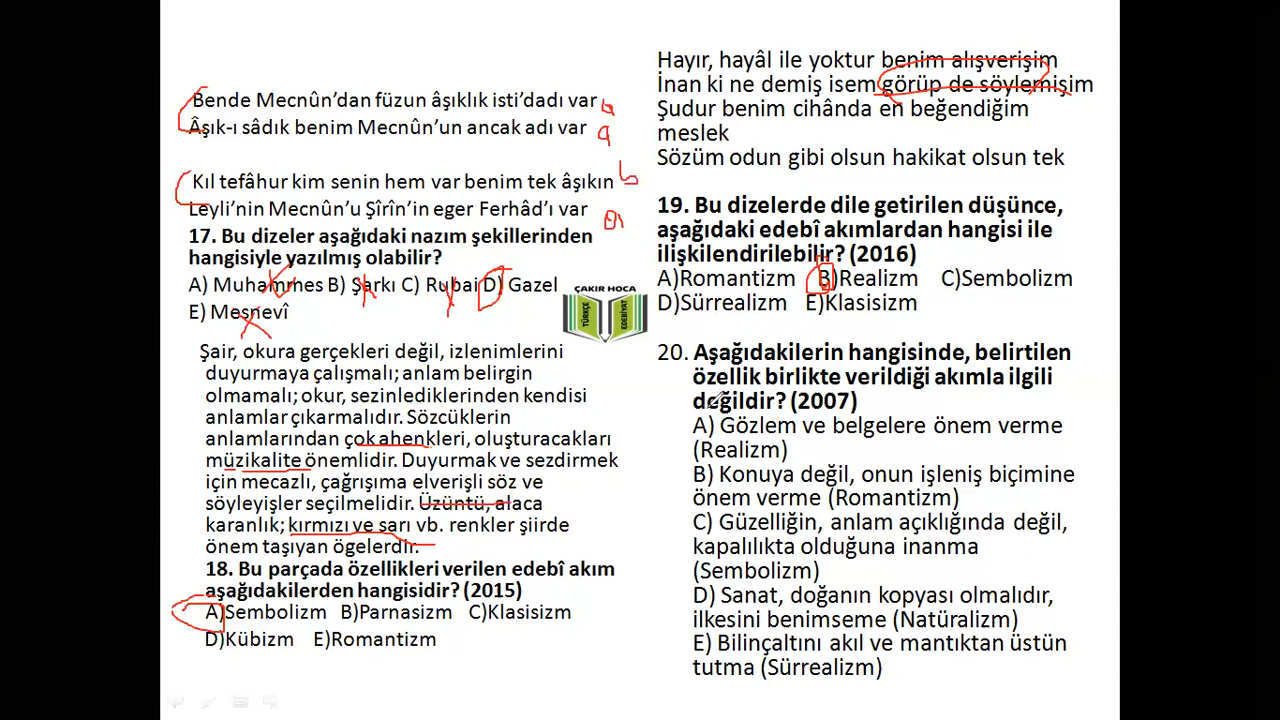 Bende Mecnûn’dan füzun âşıklık isti’dadı var
Âşık-ı sâdık benim Mecnûn’un ancak adı var
Kıl tefâhur kim senin hem var benim tek âşıkın
Leyli’nin Mecnûn’u Şîrîn’in eger Ferhâd’ı var
17. Bu dizeler aşağıdaki nazım şekillerinden
hangisiyle yazılmış olabilir?
A) Muhammes B) Şarkı C) Rubai D) Gazel
E) Mesnevî
Şair, okura gerçekleri değil, izlenimlerini
duyurmaya çalışmalı; anlam belirgin
olmamalı; okur, sezinlediklerinden kendisi
anlamlar çıkarmalıdır. Sözcüklerin
anlamlarından çok ahenkleri, oluşturacakları
müzikalite önemlidir. Duyurmak ve sezdirmek
için mecazlı, çağrışıma elverişli söz ve
söyleyişler seçilmelidir. Üzüntü, alaca
karanlık; kırmızı ve sarı vb. renkler şiirde
önem taşıyan ögelerdir.
18. Bu parçada özellikleri verilen edebî akım
aşağıdakilerden hangisidir? (2015)
A)Sembolizm B)Parnasizm C)Klasisizm
D)Kübizm E)Romantizm
ÇAKIR HOCA
TÜRKÇE
EDEBİYAT
Hayır, hayâl ile yoktur benim alışverişim
İnan ki ne demiş isem görüp de söylemişim
Şudur benim cihânda en beğendiğim
meslek
Sözüm odun gibi olsun hakikat olsun tek
19. Bu dizelerde dile getirilen düşünce,
aşağıdaki edebî akımlardan hangisi ile
ilişkilendirilebilir? (2016)
A)Romantizm B)Realizm C)Sembolizm
D)Sürrealizm E)Klasisizm
20. Aşağıdakilerin hangisinde, belirtilen
özellik birlikte verildiği akımla ilgili
değildir? (2007)
A) Gözlem ve belgelere önem verme
(Realizm)
B) Konuya değil, onun işleniş biçimine
önem verme (Romantizm)
C) Güzelliğin, anlam açıklığında değil,
kapalılıkta olduğuna inanma
(Sembolizm)
D) Sanat, doğanın kopyası olmalıdır,
ilkesini benimseme (Natüralizm)
E) Bilinçaltını akıl ve mantıktan üstün
tutma (Sürrealizm)